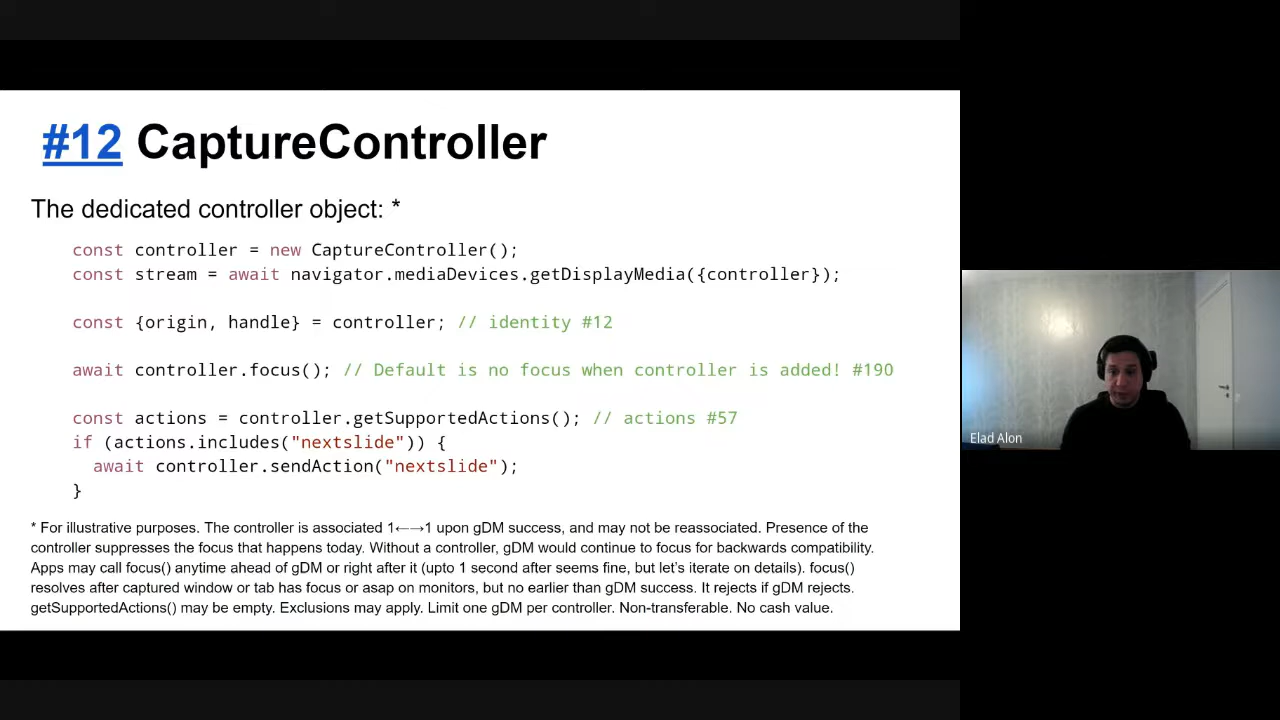 #12 CaptureController
The dedicated controller object: *
const controller = new CaptureController();
const stream = await navigator.mediaDevices.getDisplayMedia({controller});
const {origin, handle} = controller; // identity #12
await controller.focus(); // Default is no focus when controller is added! #190
const actions = controller.getSupportedActions(); // actions #57
if (actions.includes("nextslide")) {
await controller.sendAction("nextslide");
}
* For illustrative purposes. The controller is associated 1←→1 upon gDM success, and may not be reassociated. Presence of the
controller suppresses the focus that happens today. Without a controller, gDM would continue to focus for backwards compatibility.
Apps may call focus() anytime ahead of gDM or right after it (upto 1 second after seems fine, but let's iterate on details). focus()
resolves after captured window or tab has focus or asap on monitors, but no earlier than gDM success. It rejects if gDM rejects.
getSupportedActions() may be empty. Exclusions may apply. Limit one gDM per controller. Non-transferable. No cash value.
Elad Alon